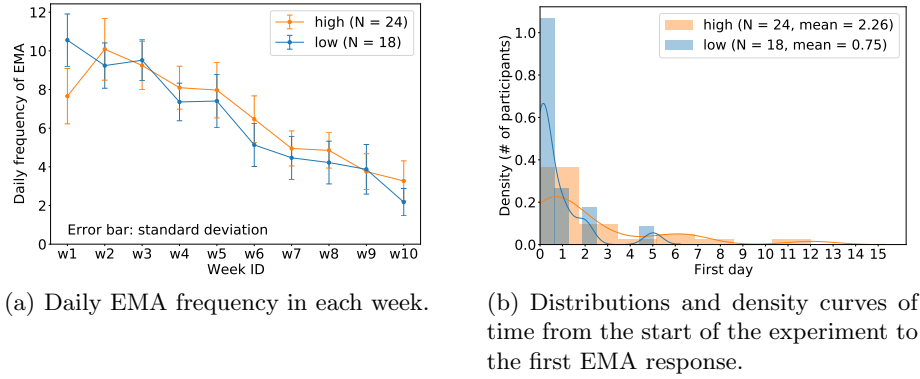 12
10
8
6
4
2
0
Daily frequency of EMA
high (N = 24)
low (N = 18)
Error bar: standard deviation
w1 w2 w3 w4 w5 w6 w7 w8 w9 w10
Week ID
(a) Daily EMA frequency in each week.
1.0
0.8
0.6
0.4
0.2
0.0
Density (# of participants)
high (N = 24, mean = 2.26)
low (N = 18, mean = 0.75)
0 1 2 3 4 5 6 7 8 9 10 11 12 13 14 15
First day
(b) Distributions and density curves of
time from the start of the experiment to
the first EMA response.